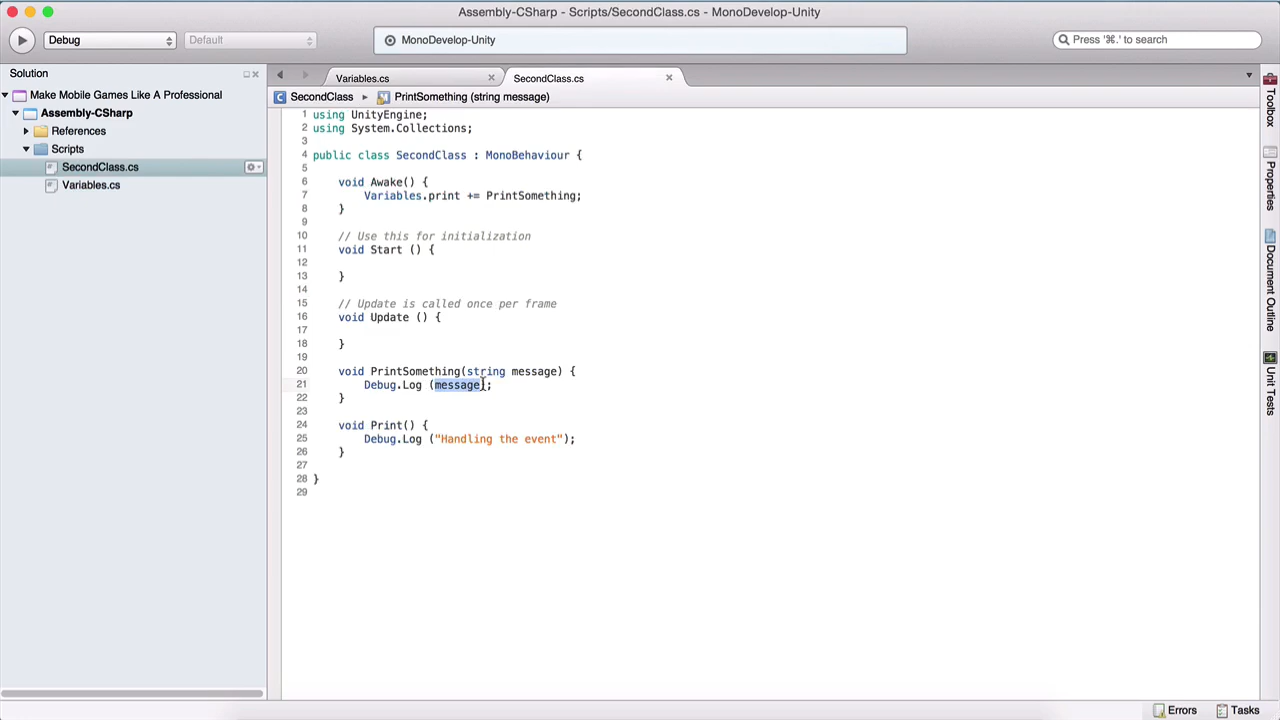 Assembly-CSharp - Scripts/SecondClass.cs - MonoDevelop-Unity
Debug
Default
MonoDevelop-Unity
Press '⌘.' to search
Solution
Variables.cs
SecondClass.cs
SecondClass
PrintSomething (string message)
Make Mobile Games Like A Professional
Assembly-CSharp
References
Scripts
SecondClass.cs
Variables.cs
1 using UnityEngine;
2 using System.Collections;
3
4 public class SecondClass : MonoBehaviour {
5
6 void Awake() {
7 Variables.print += PrintSomething;
8 }
9
10 // Use this for initialization
11 void Start () {
12
13 }
14
15 // Update is called once per frame
16 void Update () {
17
18 }
19
20 void PrintSomething(string message) {
21 Debug.Log (message);
22 }
23
24 void Print() {
25 Debug.Log ("Handling the event");
26 }
27
28 }
29
Toolbox
Properties
Document Outline
Unit Tests
Errors
Tasks